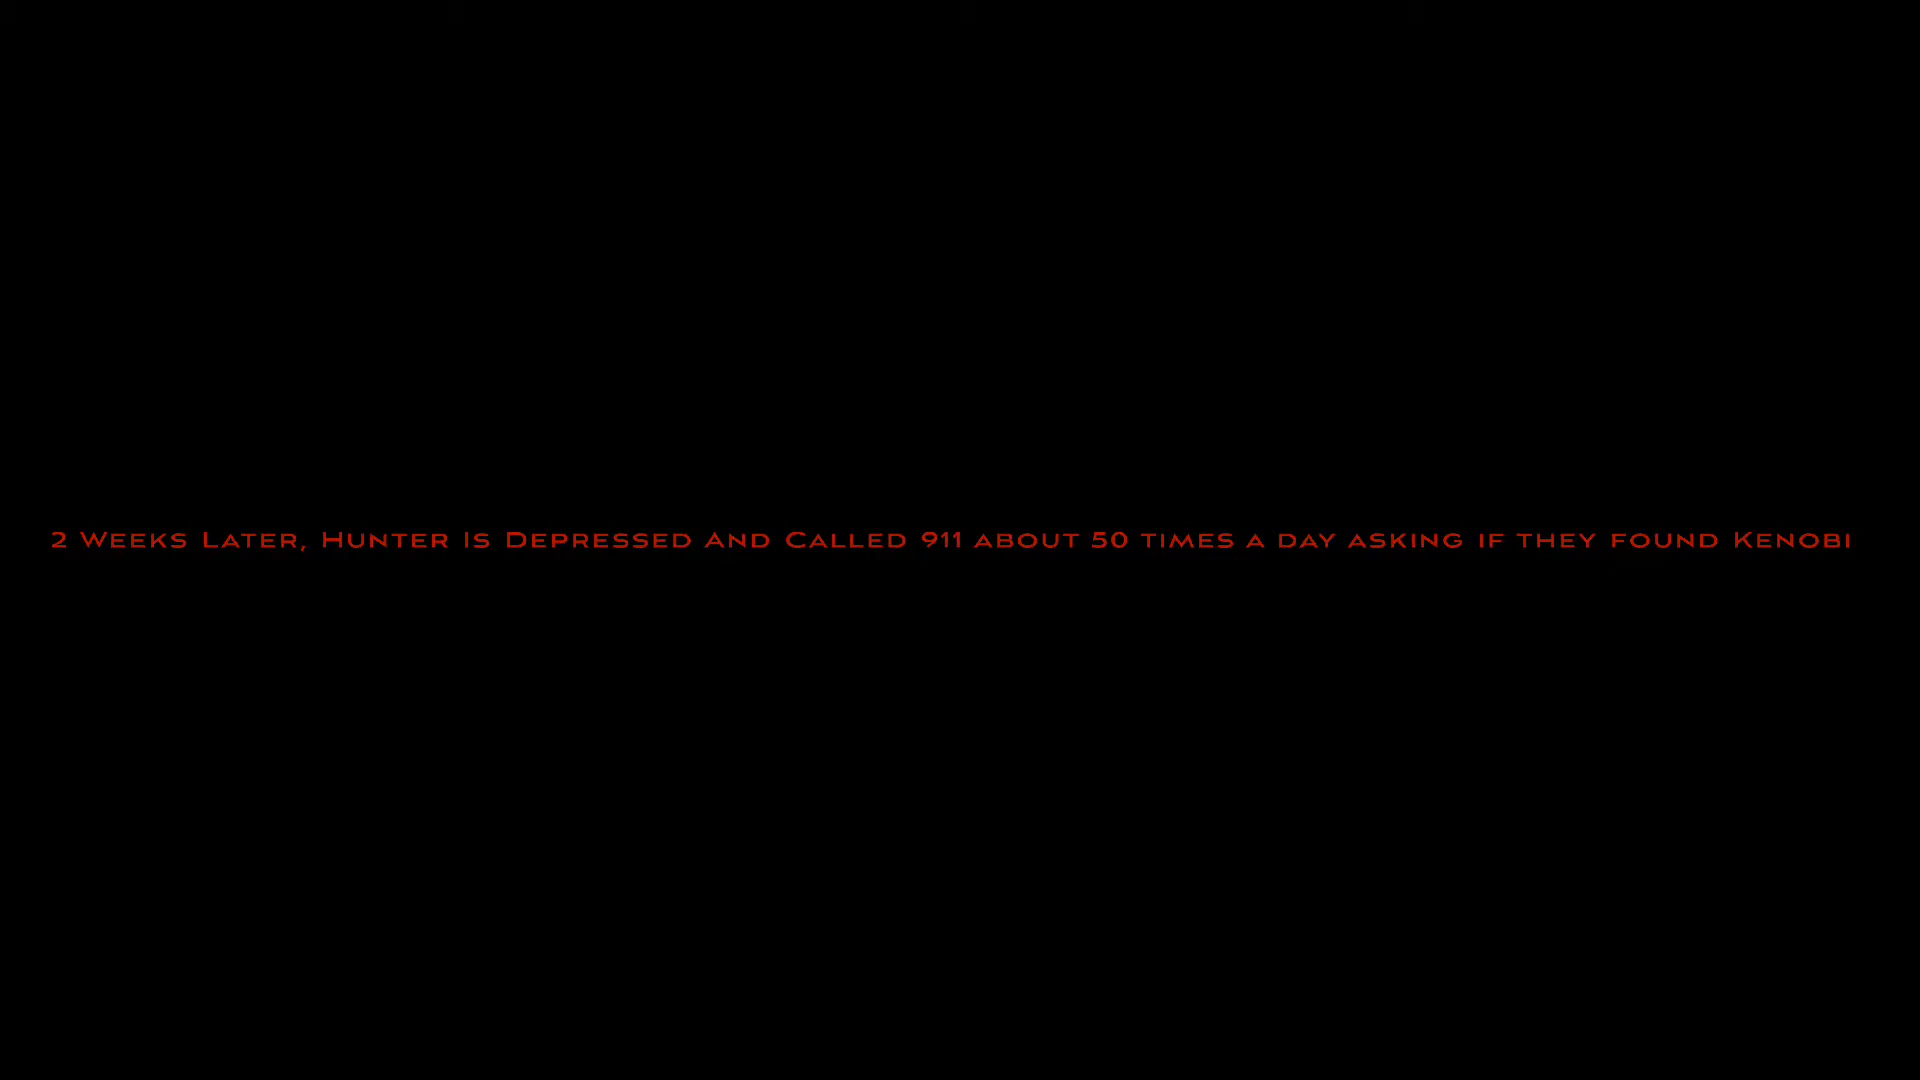 2 Weeks Later, Hunter Is Depressed And Called 911 about 50 times a day asking if they found Kenobi